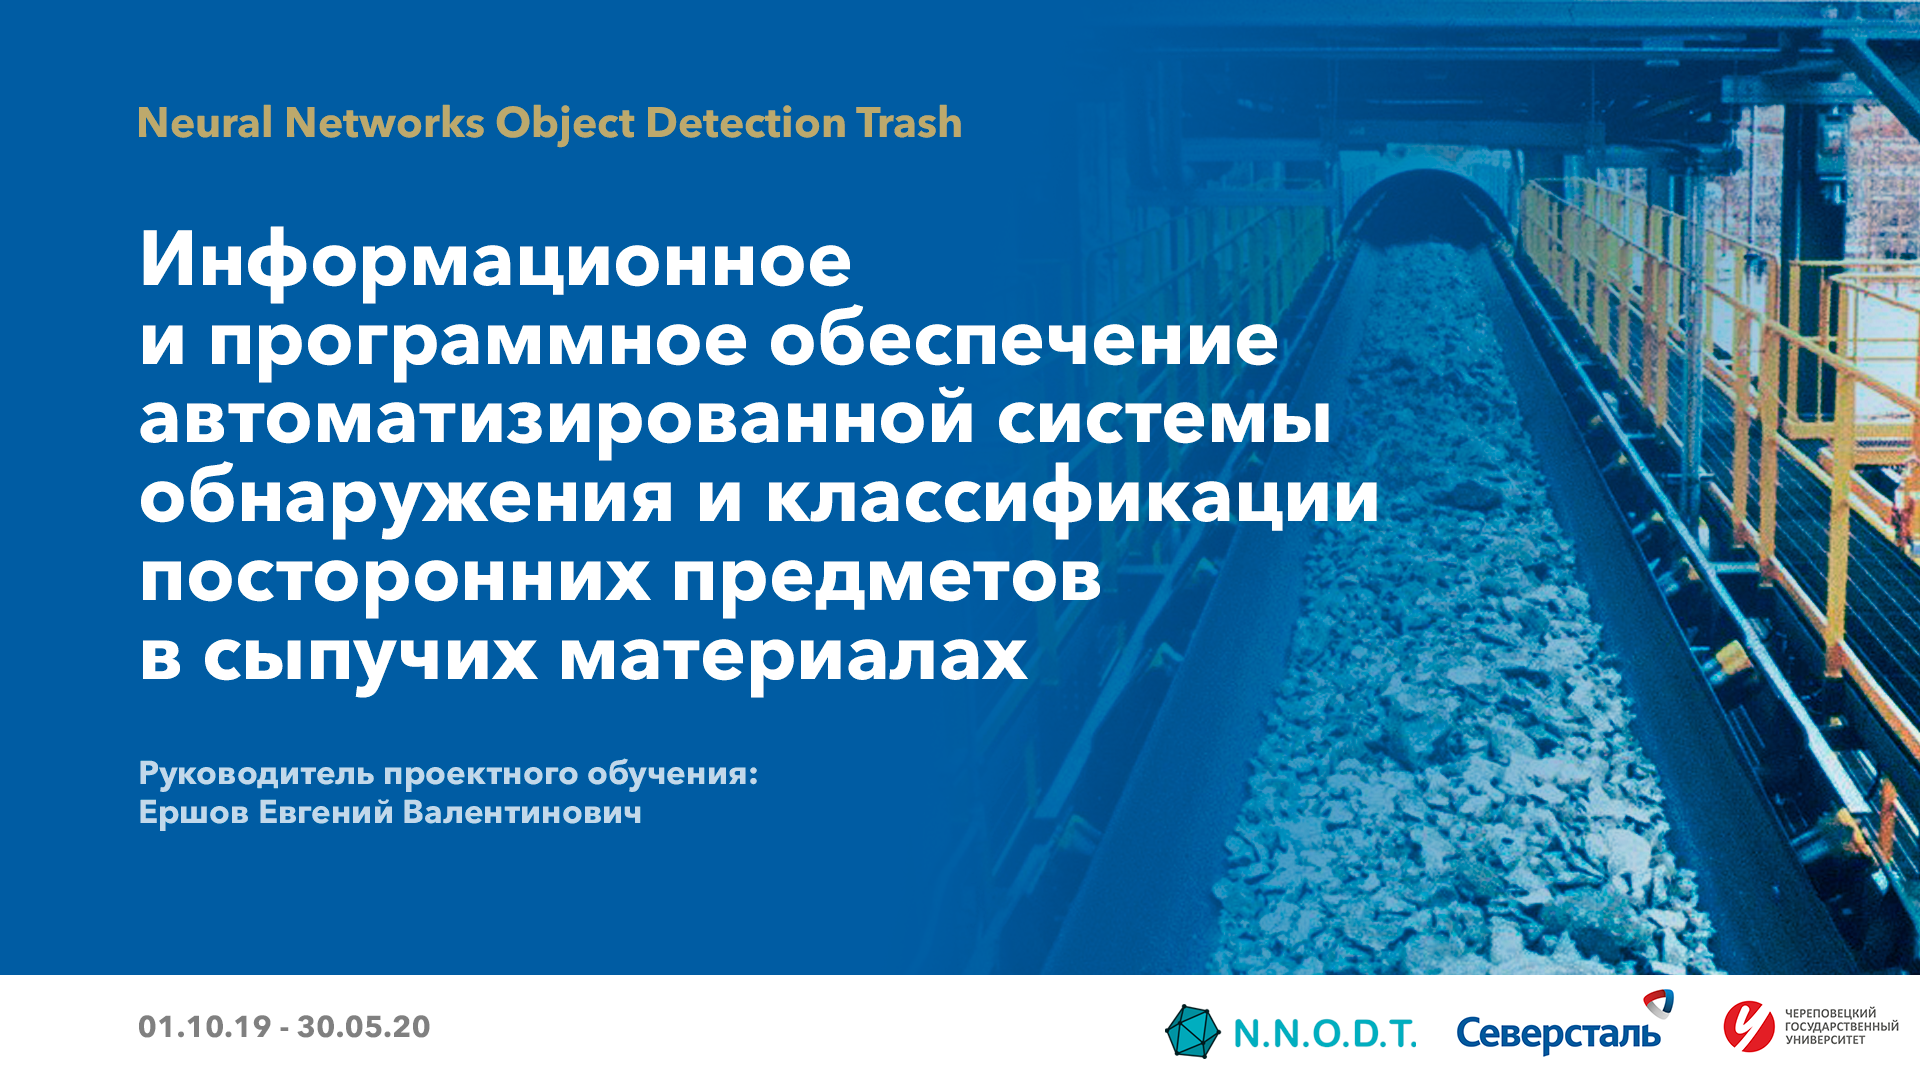 Neural Networks Object Detection Trash
Информационное
и программное обеспечение
автоматизированной системы
обнаружения и классификации
посторонних предметов
в сыпучих материалах
Руководитель проектного обучения:
Ершов Евгений Валентинович
01.10.19 - 30.05.20
N.N.O.D.T.
Северсталь
ЧЕРЕПОВЕЦКИЙ
ГОСУДАРСТВЕННЫЙ
УНИВЕРСИТЕТ